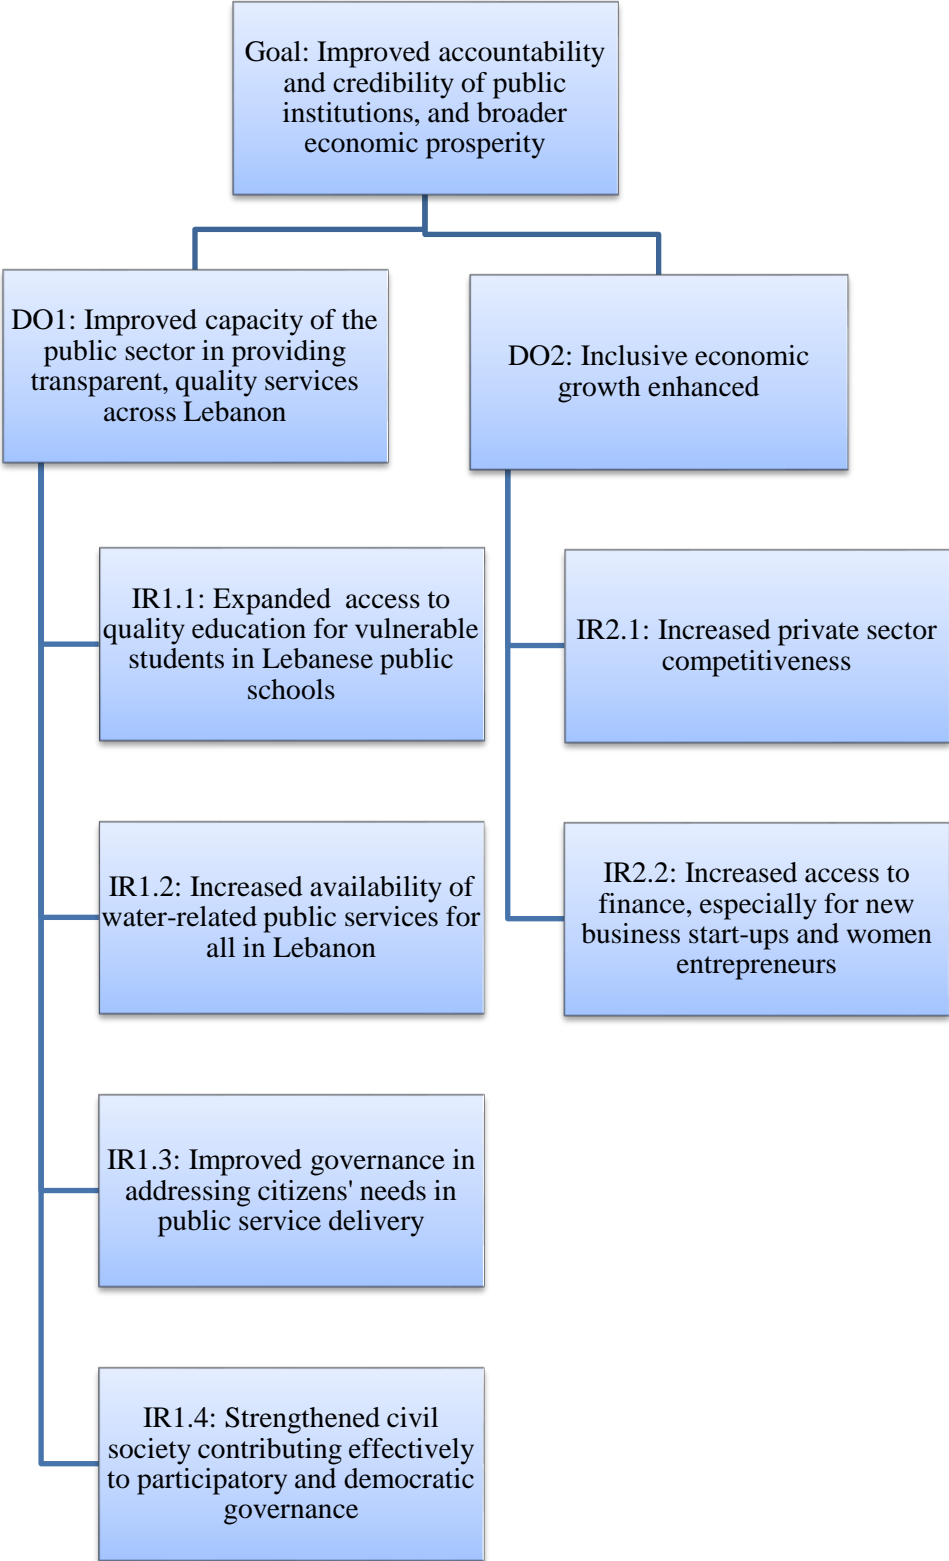 Goal: Improved accountability
and credibility of public
institutions, and broader
economic prosperity
DO1: Improved capacity of the
public sector in providing
transparent, quality services
across Lebanon
IR1.1: Expanded  access to
quality education for vulnerable
students in Lebanese public
schools
IR1.2: Increased availability of
water-related public services for
all in Lebanon
IR1.3: Improved governance in
addressing citizens' needs in
public service delivery
IR1.4: Strengthened civil
society contributing effectively
to participatory and democratic
governance
DO2: Inclusive economic
growth enhanced
IR2.1: Increased private sector
competitiveness
IR2.2: Increased access to
finance, especially for new
business start-ups and women
entrepreneurs